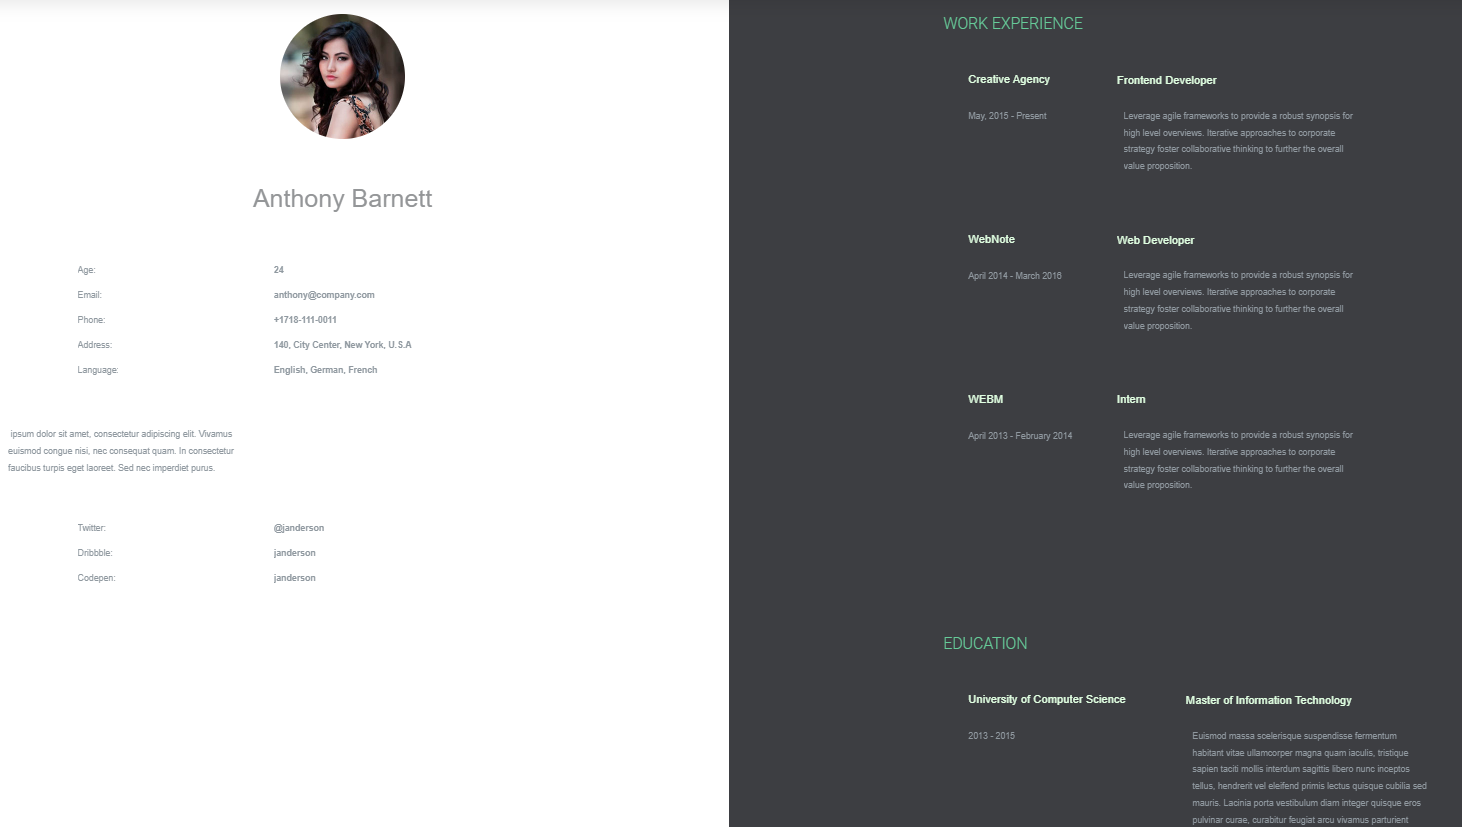 Anthony Barnett
Age: 24
Email: anthony@company.com
Phone: +1718-111-0011
Address: 140, City Center, New York, U.S.A
Language: English, German, French
ipsum dolor sit amet, consectetur adipiscing elit. Vivamus
euismod congue nisi, nec consequat quam. In consectetur
faucibus turpis eget laoreet. Sed nec imperdiet purus.
Twitter: @janderson
Dribbble: janderson
Codepen: janderson
WORK EXPERIENCE
Creative Agency Frontend Developer
May, 2015 - Present
Leverage agile frameworks to provide a robust synopsis for
high level overviews. Iterative approaches to corporate
strategy foster collaborative thinking to further the overall
value proposition.
WebNote Web Developer
April 2014 - March 2016
Leverage agile frameworks to provide a robust synopsis for
high level overviews. Iterative approaches to corporate
strategy foster collaborative thinking to further the overall
value proposition.
WEBM Intern
April 2013 - February 2014
Leverage agile frameworks to provide a robust synopsis for
high level overviews. Iterative approaches to corporate
strategy foster collaborative thinking to further the overall
value proposition.
EDUCATION
University of Computer Science Master of Information Technology
2013 - 2015
Euismod massa scelerisque suspendisse fermentum
habitant vitae ullamcorper magna quam iaculis, tristique
sapien taciti mollis interdum sagittis libero nunc inceptos
tellus, hendrerit vel eleifend primis lectus quisque cubilia sed
mauris. Lacinia porta vestibulum diam integer quisque eros
pulvinar curae, curabitur feugiat arcu vivamus parturient